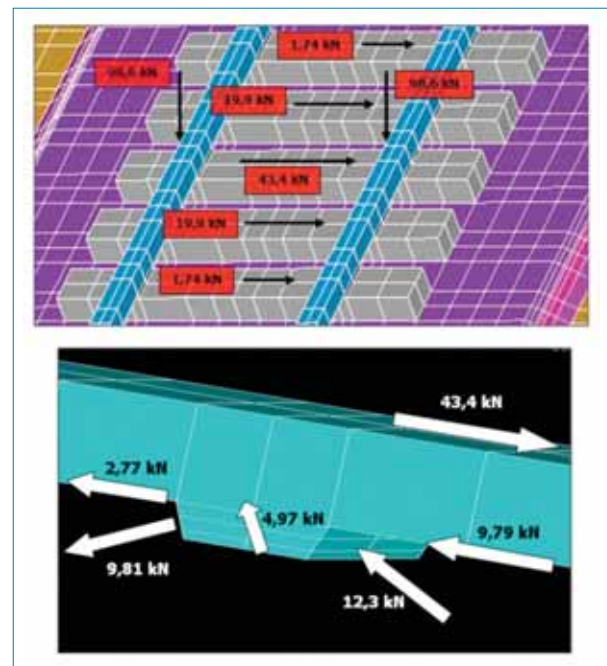 1.74 kN
98,6 kN
98,6 kN
19,9 kN
43,4 kN
19,9 kN
1,74 kN
43,4 kN
2,77 kN
4,97 kN
9,79 kN
9,81 kN
12,3 kN